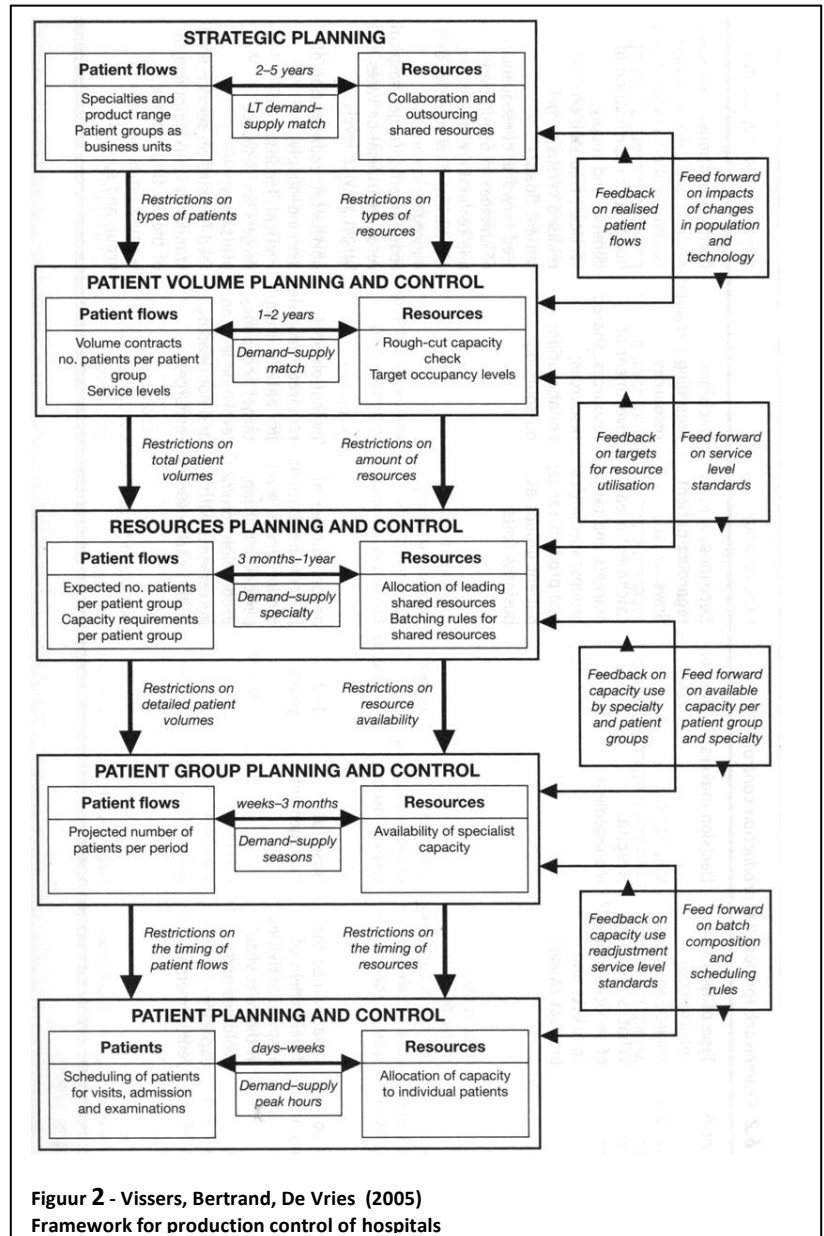 STRATEGIC PLANNING
Patient flows
Specialties and
product range
Patient groups as
business units
2–5 years
LT demand–
supply match
Resources
Collaboration and
outsourcing
shared resources
Restrictions on
types of patients
Restrictions on
types of
resources
Feedback
on realised
patient
flows
Feed forward
on impacts
of changes
in population
and
technology
PATIENT VOLUME PLANNING AND CONTROL
Patient flows
Volume contracts
no. patients per patient
group
Service levels
1–2 years
Demand–supply
match
Resources
Rough-cut capacity
check
Target occupancy levels
Restrictions on
total patient
volumes
Restrictions on
amount of
resources
Feedback
on targets
for resource
utilisation
Feed forward
on service
level
standards
RESOURCES PLANNING AND CONTROL
Patient flows
Expected no. patients
per patient group
Capacity requirements
per patient group
3 months–1year
Demand–supply
specialty
Resources
Allocation of leading
shared resources
Batching rules for
shared resources
Restrictions on
detailed patient
volumes
Restrictions on
resource
availability
Feedback on
capacity use
by specialty
and patient
groups
Feed forward
on available
capacity per
patient group
and specialty
PATIENT GROUP PLANNING AND CONTROL
Patient flows
Projected number of
patients per period
weeks–3 months
Demand–supply
seasons
Resources
Availability of specialist
capacity
Restrictions on
the timing of
patient flows
Restrictions on
the timing of
resources
Feedback on
capacity use
readjustment
service level
standards
Feed forward
on batch
composition
and
scheduling
rules
PATIENT PLANNING AND CONTROL
Patients
Scheduling of patients
for visits, admission
and examinations
days–weeks
Demand–supply
peak hours
Resources
Allocation of capacity
to individual patients
Figuur 2 - Vissers, Bertrand, De Vries (2005)
Framework for production control of hospitals